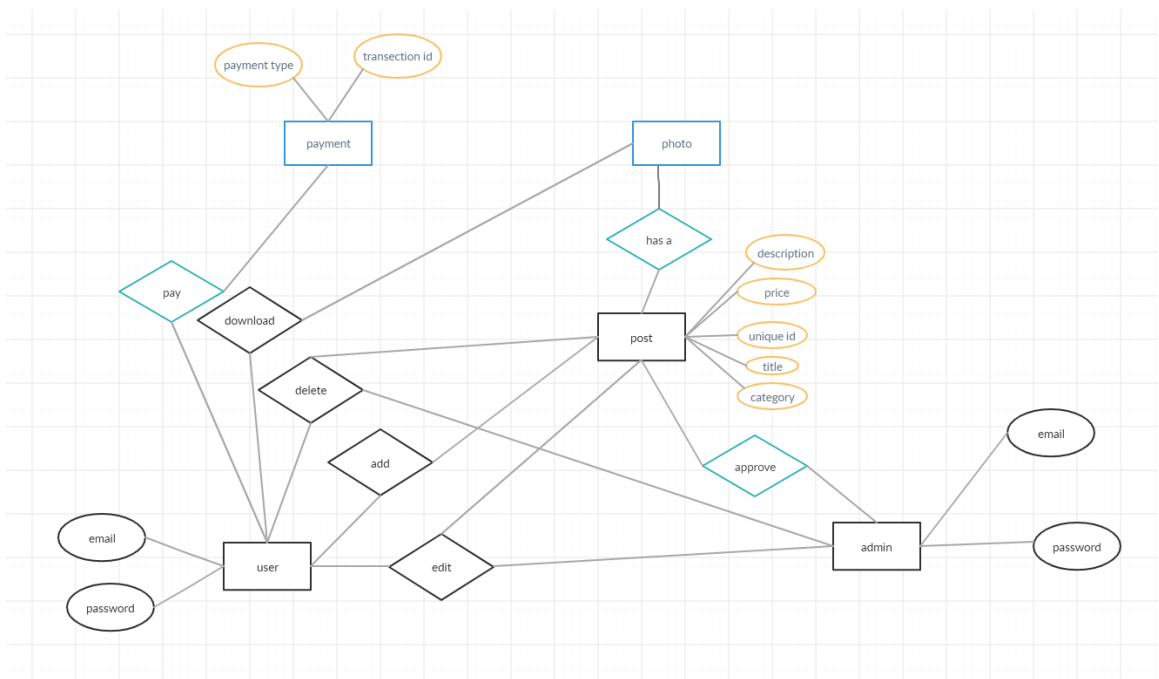 payment type
transection id
payment
photo
has a
description
pay
price
download
unique id
post
title
delete
category
email
add
approve
email
admin
password
user
edit
password